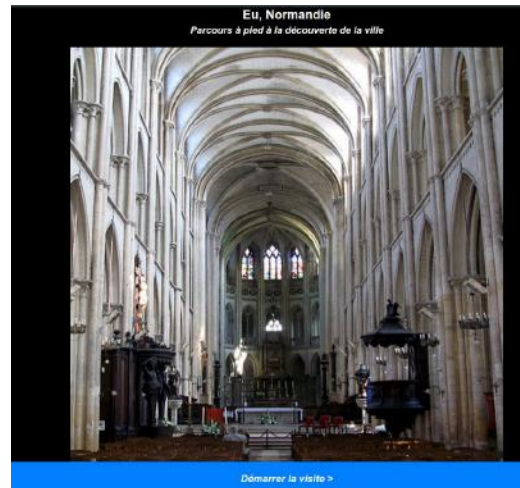 Eu, Normandie
Parcours à pied à la découverte de la ville
Démarrer la visite >